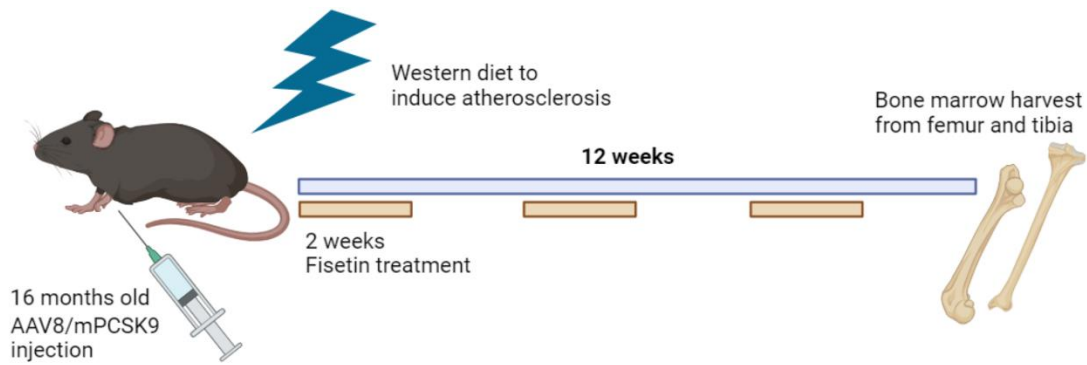 Western diet to
induce atherosclerosis
Bone marrow harvest
from femur and tibia
12 weeks
2 weeks
Fisetin treatment
16 months old
AAV8/mPCSK9
injection